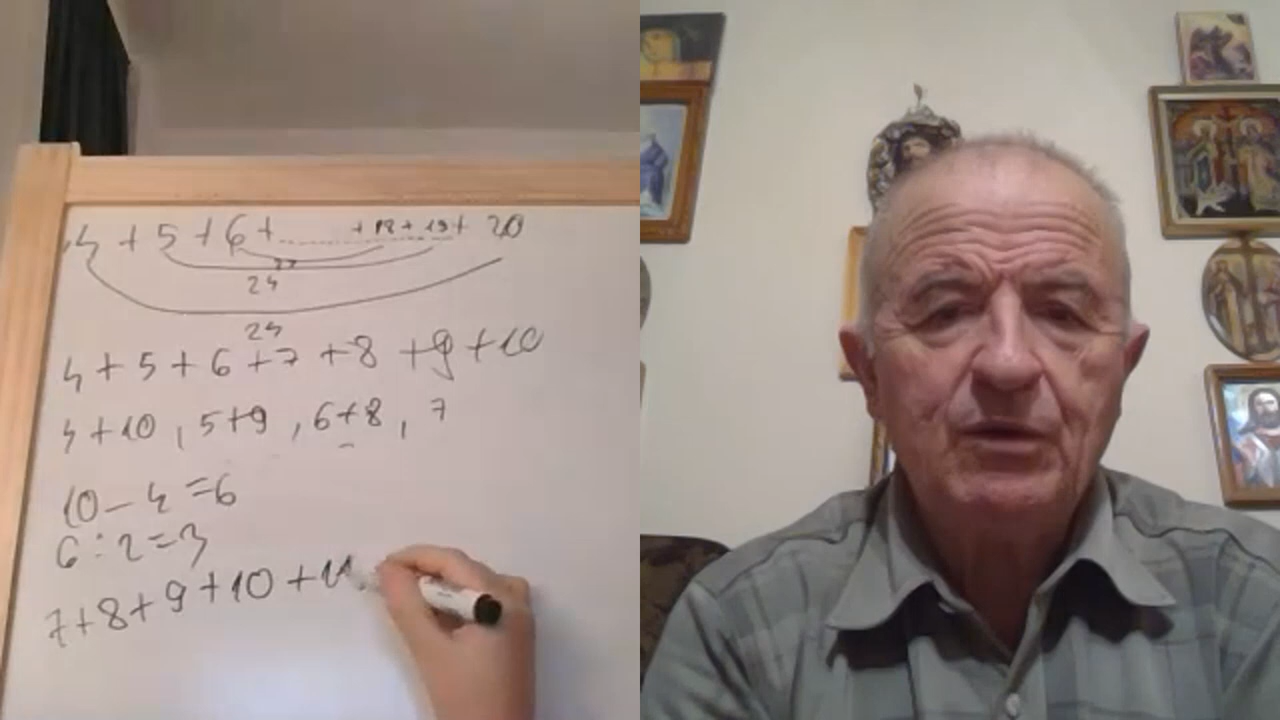 4 + 5 + 6 + ........ + 18 + 19 + 20
24
24
4 + 5 + 6 + 7 + 8 + 9 + 10
4 + 10 , 5 + 9 , 6 + 8 , 7
10 - 4 = 6
6 : 2 = 3
7 + 8 + 9 + 10 + 11